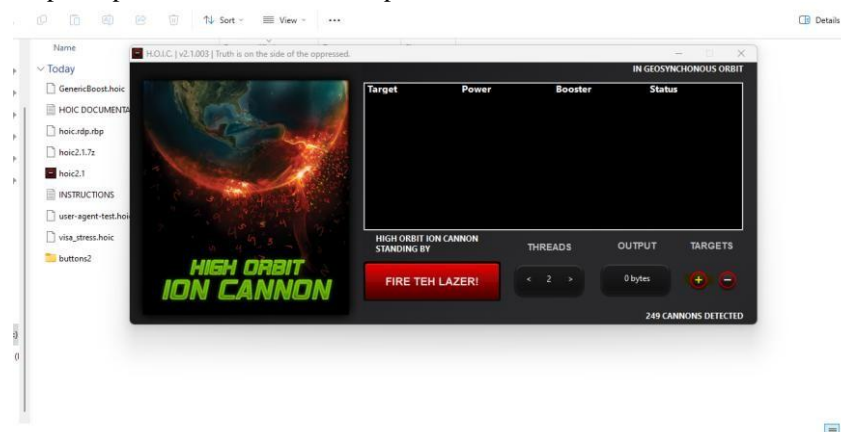 Sort
View
...
Details
Name
H.O.I.C. | v2.1.003 | Truth is on the side of the oppressed.
Today
IN GEOSYNCHONOUS ORBIT
GenericBoost.hoic
Target Power Booster Status
HOIC DOCUMENTA
hoic.rdp.rbp
hoic2.1.7z
hoic2.1
INSTRUCTIONS
user-agent-test.hoi
visa_stress.hoic
buttons2
HIGH ORBIT
ION CANNON
HIGH ORBIT ION CANNON
STANDING BY
THREADS OUTPUT TARGETS
FIRE TEH LAZER!
< 2 >
0 bytes
+ -
249 CANNONS DETECTED